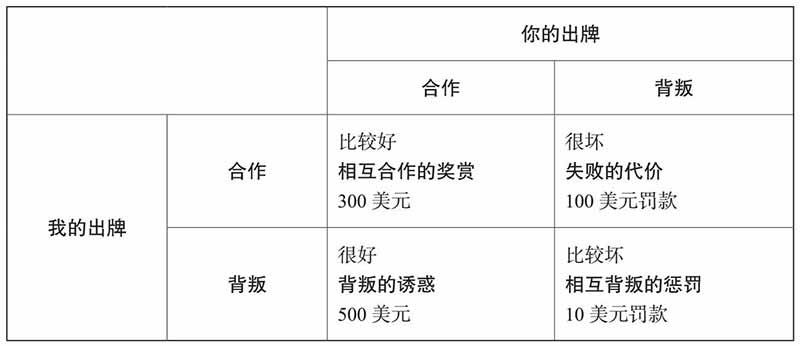 你的出牌
合作
背叛
我的出牌
合作
比较好
相互合作的奖赏
300 美元
很坏
失败的代价
100 美元罚款
背叛
很好
背叛的诱惑
500 美元
比较坏
相互背叛的惩罚
10 美元罚款